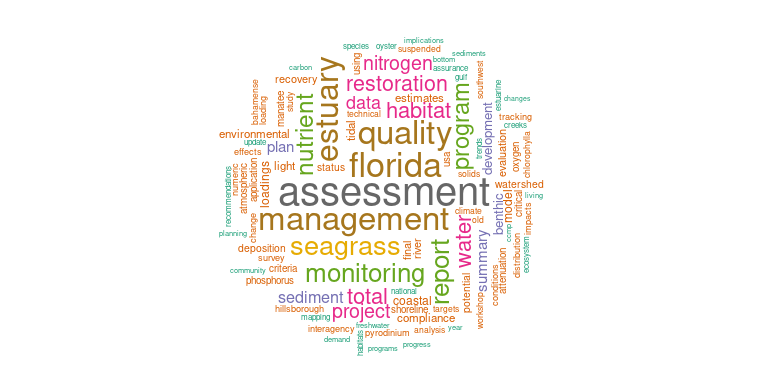 implications
species
oyster
suspended
sediments
carbon
using
nitrogen
bottom
assurance
southwest
recovery
estuary
restoration
gulf
bahamense
loading
manatee
study
nutrient
data
estimates
habitat
program
estuarine
changes
technical
tidal
quality
development
tracking
creeks
environmental
update
plan
trends
evaluation
oxygen
chlorophylla
effects
light
status
florida
usa
solids
recommendations
numeric
atmospheric
application
loadings
assessment
watershed
living
critical
model
benthic
impacts
planning
change
management
climate
old
ccmp
water
deposition
seagrass
final
river
summary
attenuation
distribution
ecosystem
survey
community
criteria
phosphorus
monitoring
report
potential
conditions
workshop
sediment
total
national
coastal
hillsborough
mapping
project
shoreline
targets
compliance
interagency
freshwater
pyrodinium
analysis
year
demand
habitats
programs
progress